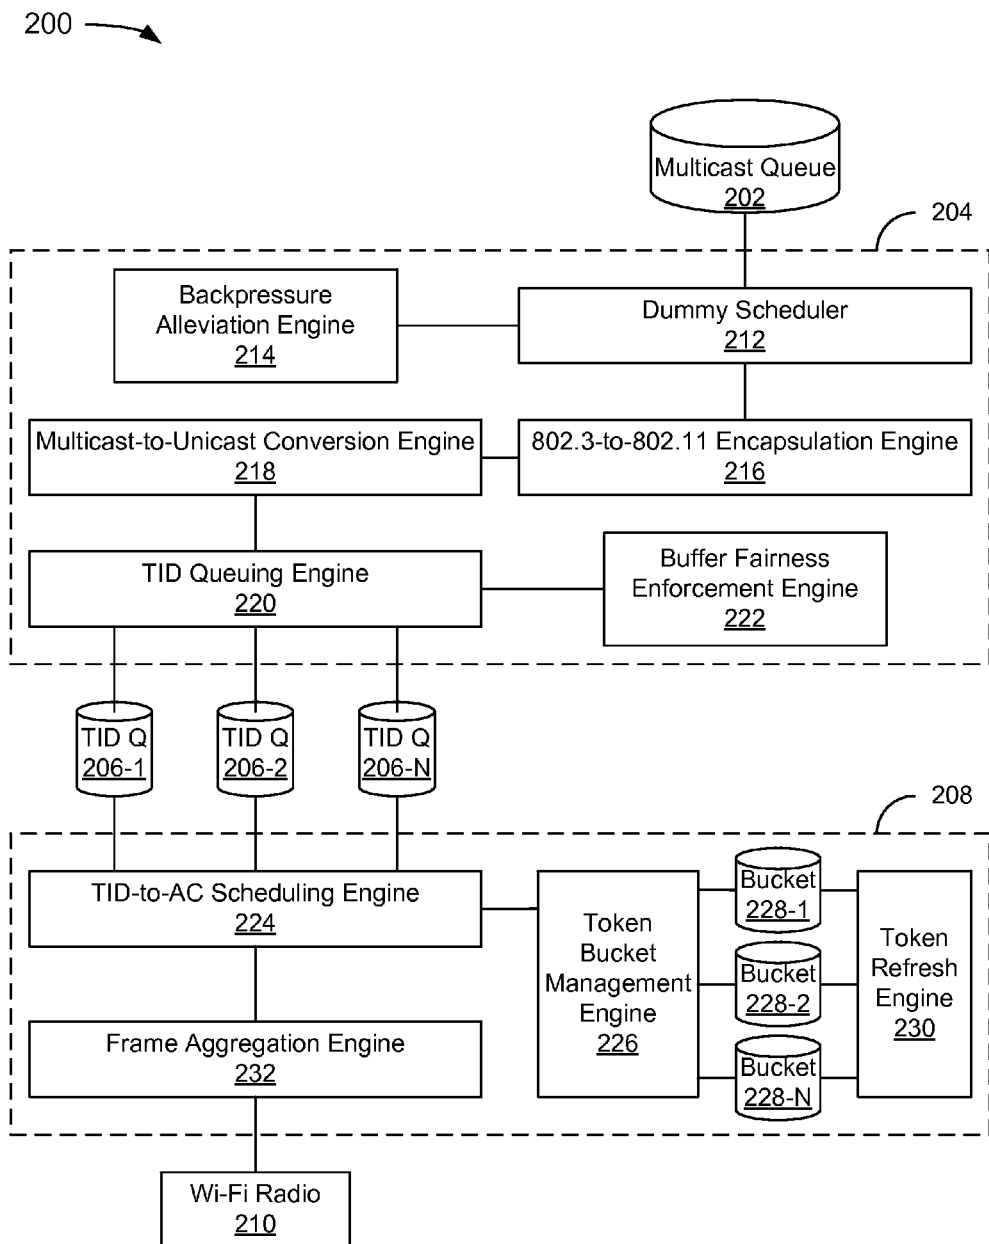 200
Multicast Queue
202
204
Backpressure
Alleviation Engine
214
Dummy Scheduler
212
Multicast-to-Unicast Conversion Engine
218
802.3-to-802.11 Encapsulation Engine
216
TID Queuing Engine
220
Buffer Fairness
Enforcement Engine
222
TID Q
206-1
TID Q
206-2
TID Q
206-N
208
TID-to-AC Scheduling Engine
224
Token
Bucket
Management
Engine
226
Bucket
228-1
Bucket
228-2
Bucket
228-N
Token
Refresh
Engine
230
Frame Aggregation Engine
232
Wi-Fi Radio
210